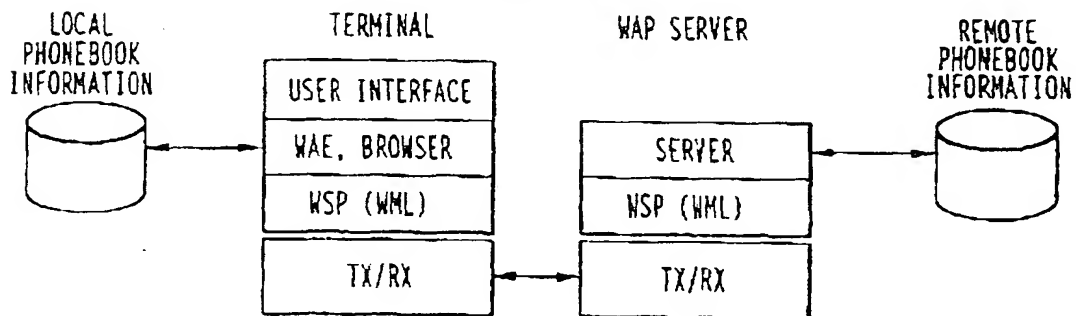 LOCAL
PHONEBOOK
INFORMATION
TERMINAL
USER INTERFACE
WAE, BROWSER
WSP (WML)
TX/RX
WAP SERVER
SERVER
WSP (WML)
TX/RX
REMOTE
PHONEBOOK
INFORMATION